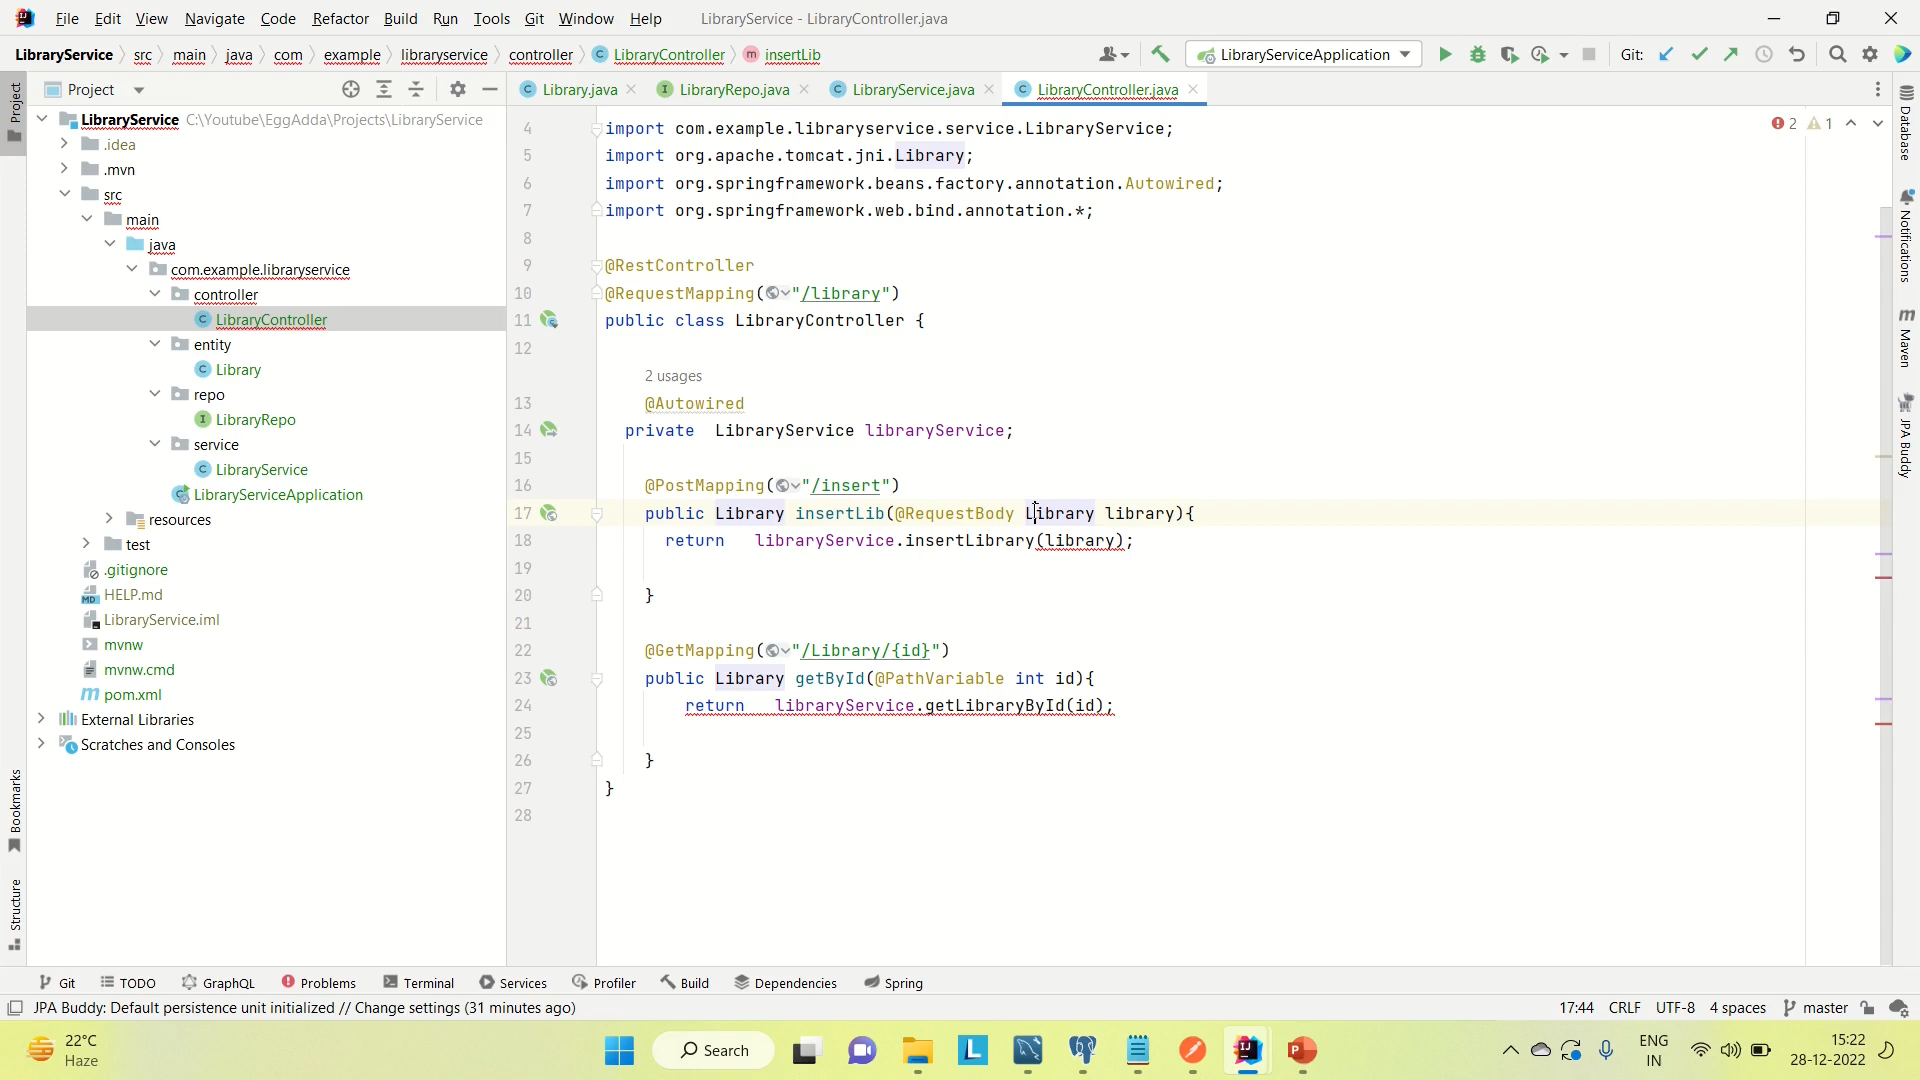 File Edit View Navigate Code Refactor Build Run Tools Git Window Help LibraryService - LibraryController.java
LibraryService src main java com example libraryservice controller LibraryController insertLib LibraryServiceApplication Git:
Project
Library.java LibraryRepo.java LibraryService.java LibraryController.java
Project
LibraryService C:\Youtube\EggAdda\Projects\LibraryService
.idea
.mvn
src
main
java
com.example.libraryservice
controller
LibraryController
entity
Library
repo
LibraryRepo
service
LibraryService
LibraryServiceApplication
resources
test
.gitignore
HELP.md
LibraryService.iml
mvnw
mvnw.cmd
pom.xml
External Libraries
Scratches and Consoles
Bookmarks
Structure
2 1
4 import com.example.libraryservice.service.LibraryService;
5 import org.apache.tomcat.jni.Library;
6 import org.springframework.beans.factory.annotation.Autowired;
7 import org.springframework.web.bind.annotation.*;
8
9 @RestController
10 @RequestMapping("/library")
11 public class LibraryController {
12
2 usages
13 @Autowired
14 private LibraryService libraryService;
15
16 @PostMapping("/insert")
17 public Library insertLib(@RequestBody Library library){
18 return libraryService.insertLibrary(library);
19
20 }
21
22 @GetMapping("/Library/{id}")
23 public Library getById(@PathVariable int id){
24 return libraryService.getLibraryById(id);
25
26 }
27 }
28
Database
Notifications
Maven
JPA Buddy
Git TODO GraphQL Problems Terminal Services Profiler Build Dependencies Spring
JPA Buddy: Default persistence unit initialized // Change settings (31 minutes ago) 17:44 CRLF UTF-8 4 spaces master
22°C
Haze
Search
ENG
IN
15:22
28-12-2022